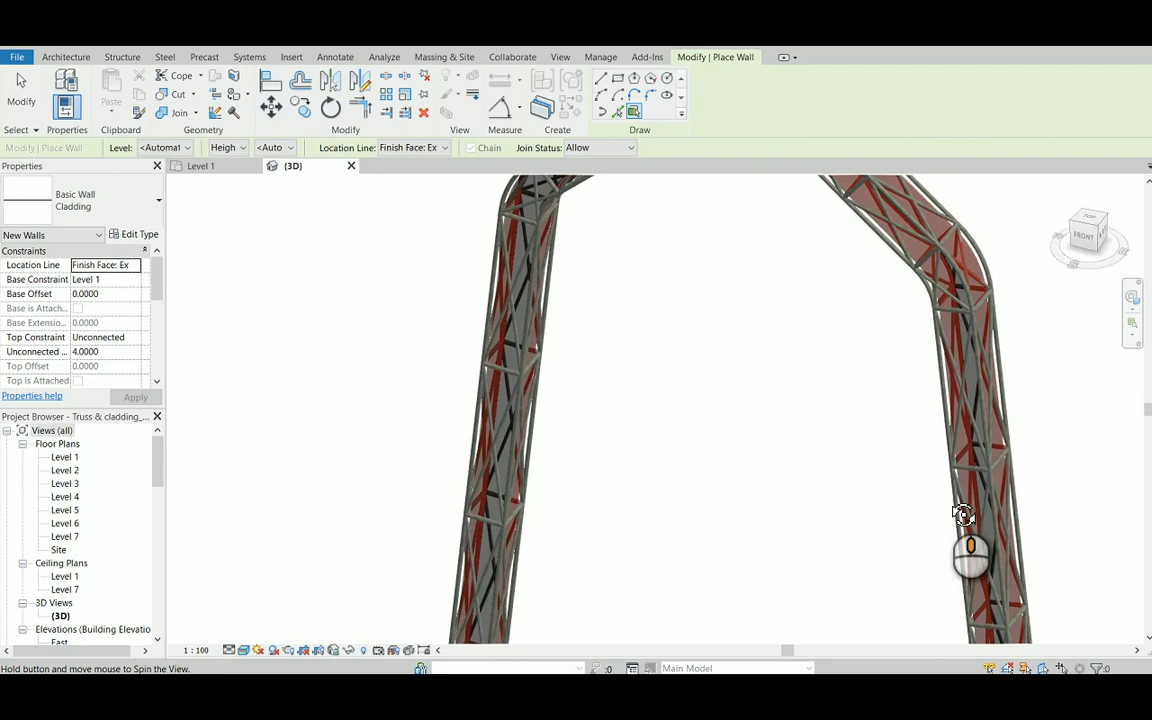 File Architecture Structure Steel Precast Systems Insert Annotate Analyze Massing & Site Collaborate View Manage Add-Ins Modify | Place Wall
Cope
Cut
Join
Modify
Paste
Select Properties Clipboard Geometry Modify View Measure Create Draw
Modify | Place Wall Level: <Automat Heigh <Auto Location Line: Finish Face: Ex Chain Join Status: Allow
Properties
Level 1
(3D)
Basic Wall
Cladding
New Walls Edit Type
Constraints
Location Line Finish Face: Ex
Base Constraint Level 1
Base Offset 0.0000
Base is Attach...
Base Extensio... 0.0000
Top Constraint Unconnected
Unconnected ... 4.0000
Top Offset 0.0000
Top is Attached
Properties help Apply
Project Browser - Truss & cladding_...
Views (all)
Floor Plans
Level 1
Level 2
Level 3
Level 4
Level 5
Level 6
Level 7
Site
Ceiling Plans
Level 1
Level 7
3D Views
(3D)
Elevations (Building Elevatio
East
TOP
FRONT
1 : 100
Hold button and move mouse to Spin the View.
:0
Main Model
:0